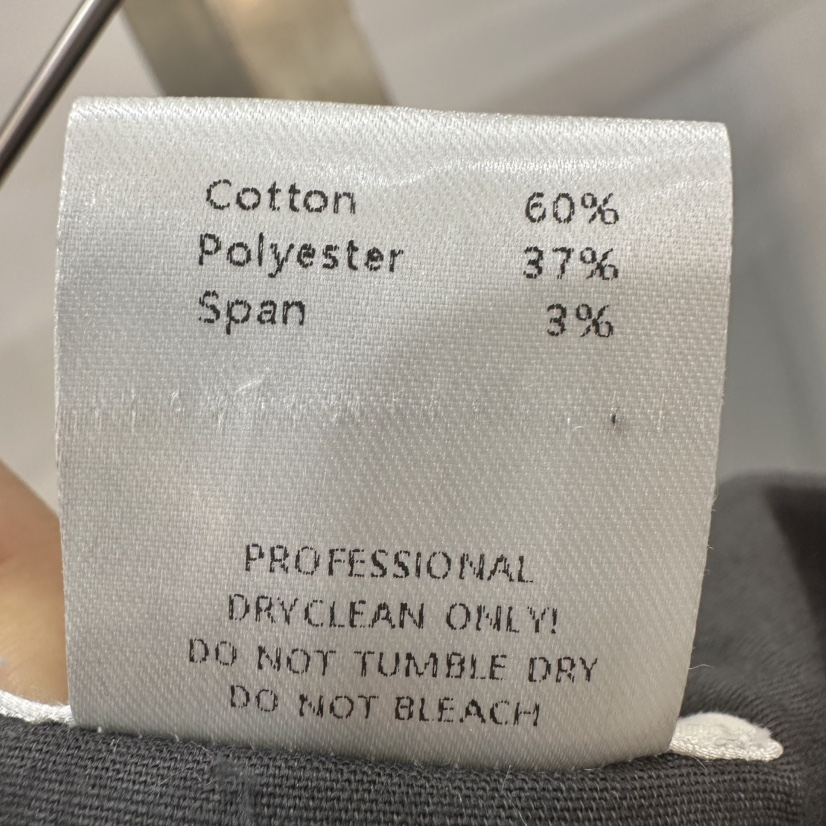 Cotton 60%
Polyester 37%
Span 3%
PROFESSIONAL
DRYCLEAN ONLY!
DO NOT TUMBLE DRY
DO NOT BLEACH